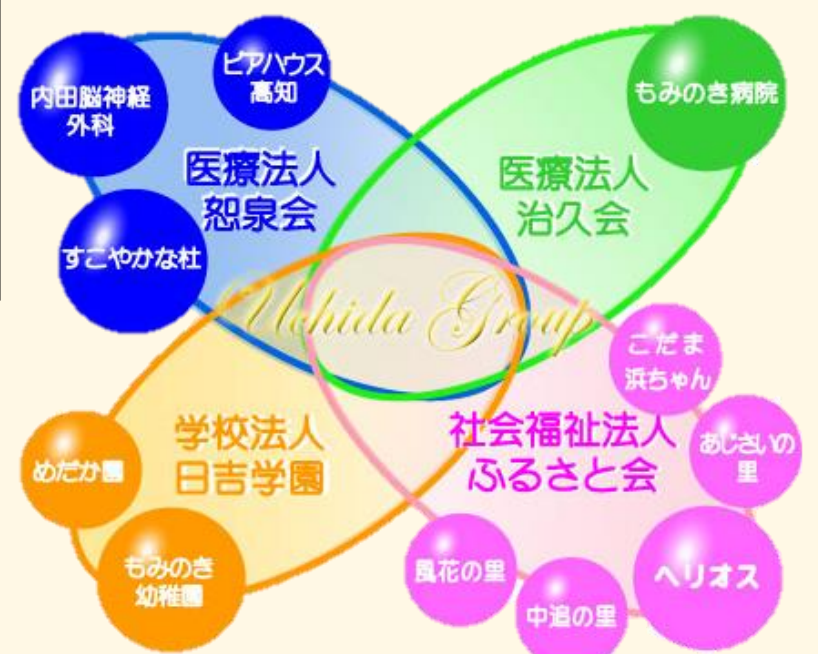 内田脳神経
外科
ピアハウス
高知
すこやかな杜
医療法人
恕泉会
もみのき病院
医療法人
治久会
Uchida Group
めだか園
もみのき
幼稚園
学校法人
日吉学園
社会福祉法人
ふるさと会
こだま
浜ちゃん
あじさいの
里
風花の里
中追の里
ヘリオス